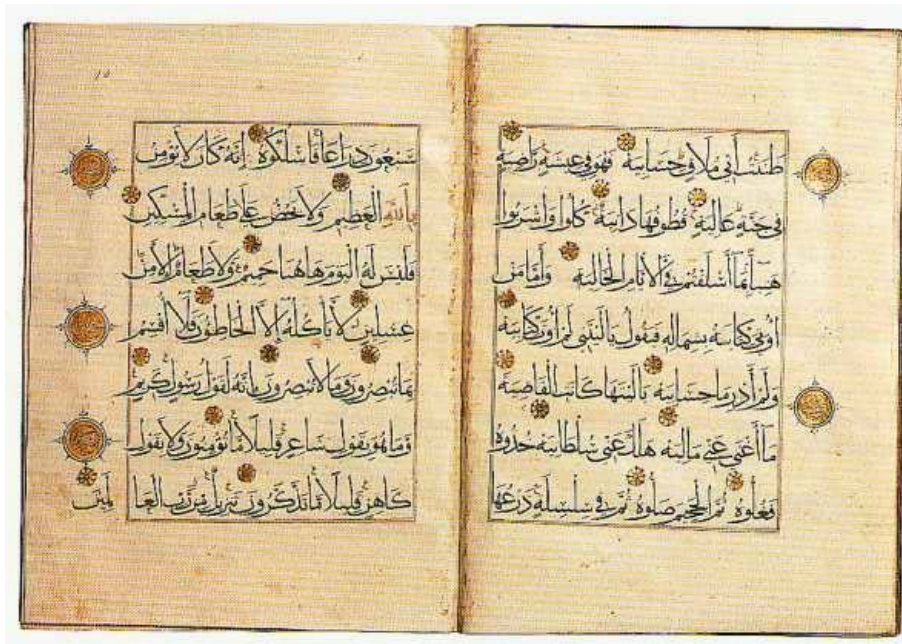 ظننت أني ملاق حسابيه فهو في عيشة راضية
في جنة عالية قطوفها دانية كلوا واشربوا
هنيئا بما أسلفتم في الأيام الخالية وأما من
أوتي كتابه بشماله فيقول يا ليتني لم أوت كتابيه
ولم أدر ما حسابيه يا ليتها كانت القاضية
ما أغنى عني ماليه هلك عني سلطانيه خذوه
فغلوه ثم الجحيم صلوه ثم في سلسلة ذرعها
سبعون ذراعا فاسلكوه إنه كان لا يؤمن
بالله العظيم ولا يحض على طعام المسكين
فليس له اليوم هاهنا حميم ولا طعام إلا من
غسلين لا يأكله إلا الخاطئون فلا أقسم
بما تبصرون وما لا تبصرون إنه لقول رسول كريم
وما هو بقول شاعر قليلا ما تؤمنون ولا بقول
كاهن قليلا ما تذكرون تنزيل من رب العا لمين